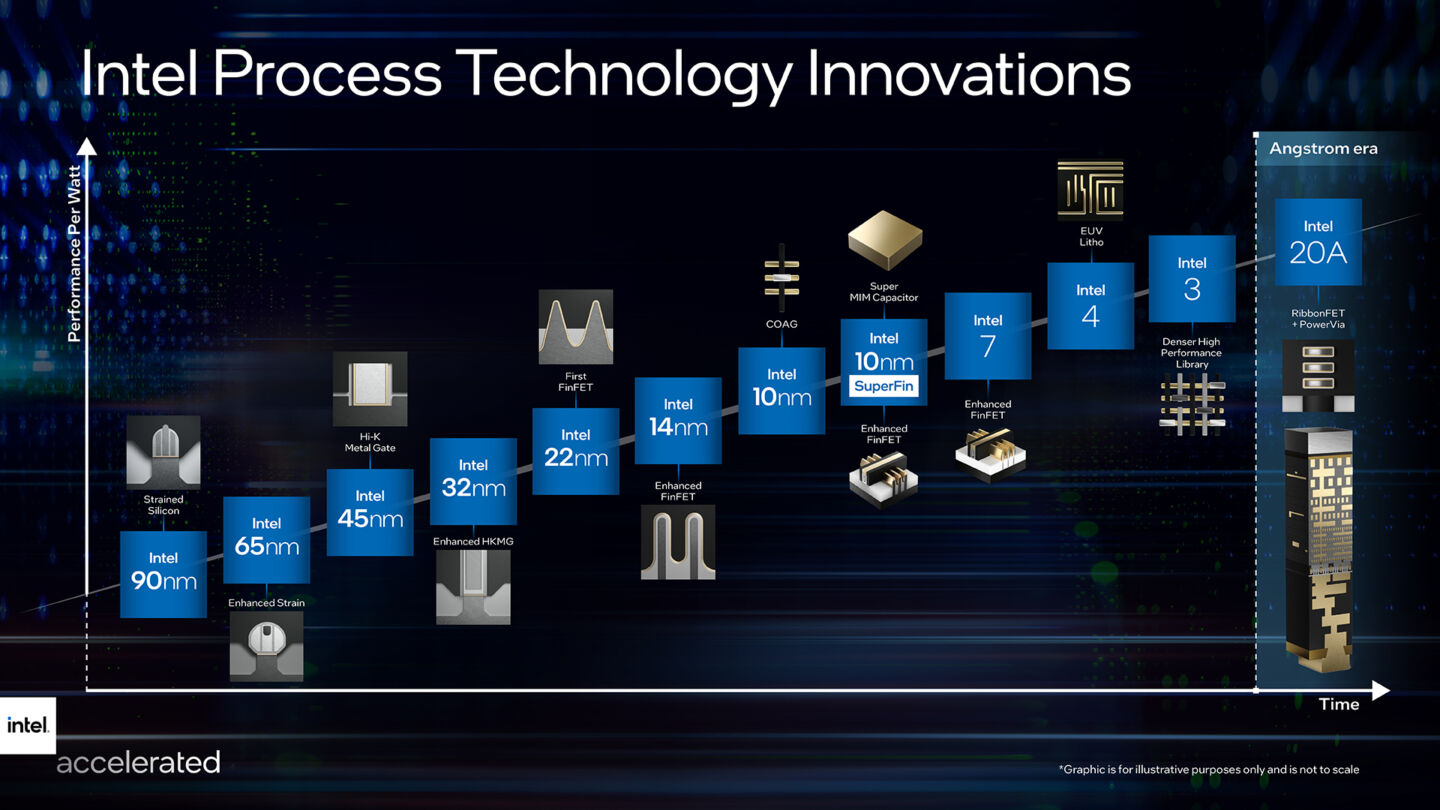 Intel Process Technology Innovations
Performance Per Watt
Angstrom era
Strained
Silicon
Intel
90nm
Intel
65nm
Enhanced Strain
Hi-K
Metal Gate
Intel
45nm
Intel
32nm
Enhanced HKMG
First
FinFET
Intel
22nm
Intel
14nm
Enhanced
FinFET
COAG
Intel
10nm
Super
MIM Capacitor
Intel
10nm
SuperFin
Enhanced
FinFET
Intel
7
Enhanced
FinFET
EUV
Litho
Intel
4
Intel
3
Denser High
Performance
Library
Intel
20A
RibbonFET
+ PowerVia
Time
intel.
accelerated
*Graphic is for illustrative purposes only and is not to scale